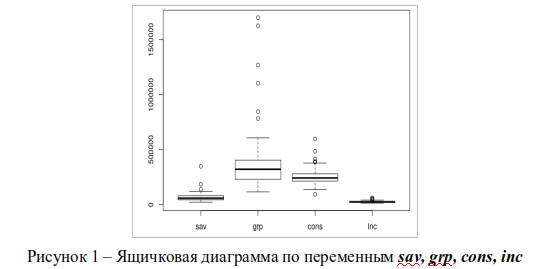 1500000
1000000
500000
0
sav grp cons Inc
Рисунок 1 – Ящичковая диаграмма по переменным sav, grp, cons, inc